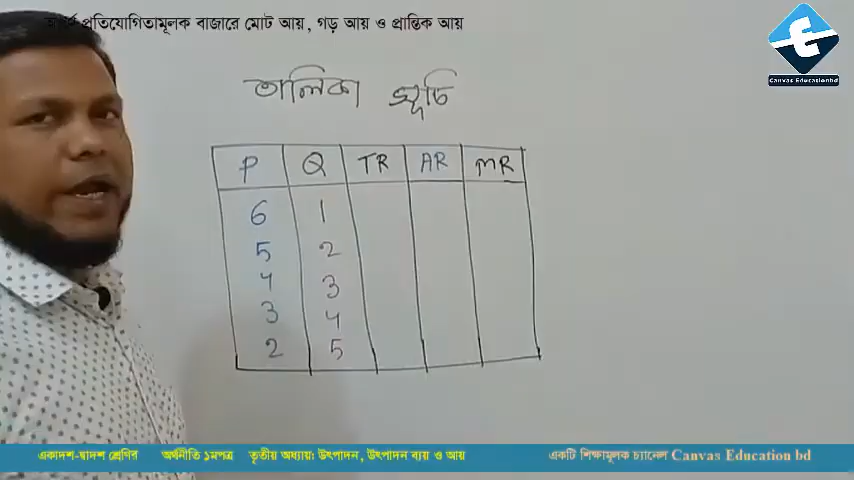 প্রতিযোগিতামূলক বাজারে মোট আয়, গড় আয় ও প্রান্তিক আয়
Canvas Educationbd
তালিকা সূচি
P Q TR AR MR
6 1
5 2
4 3
3 4
2 5
একাদশ-দ্বাদশ শ্রেণির অর্থনীতি ১মপত্র তৃতীয় অধ্যায়: উৎপাদন, উৎপাদন ব্যয় ও আয় একটি শিক্ষামূলক চ্যানেল Canvas Education bd